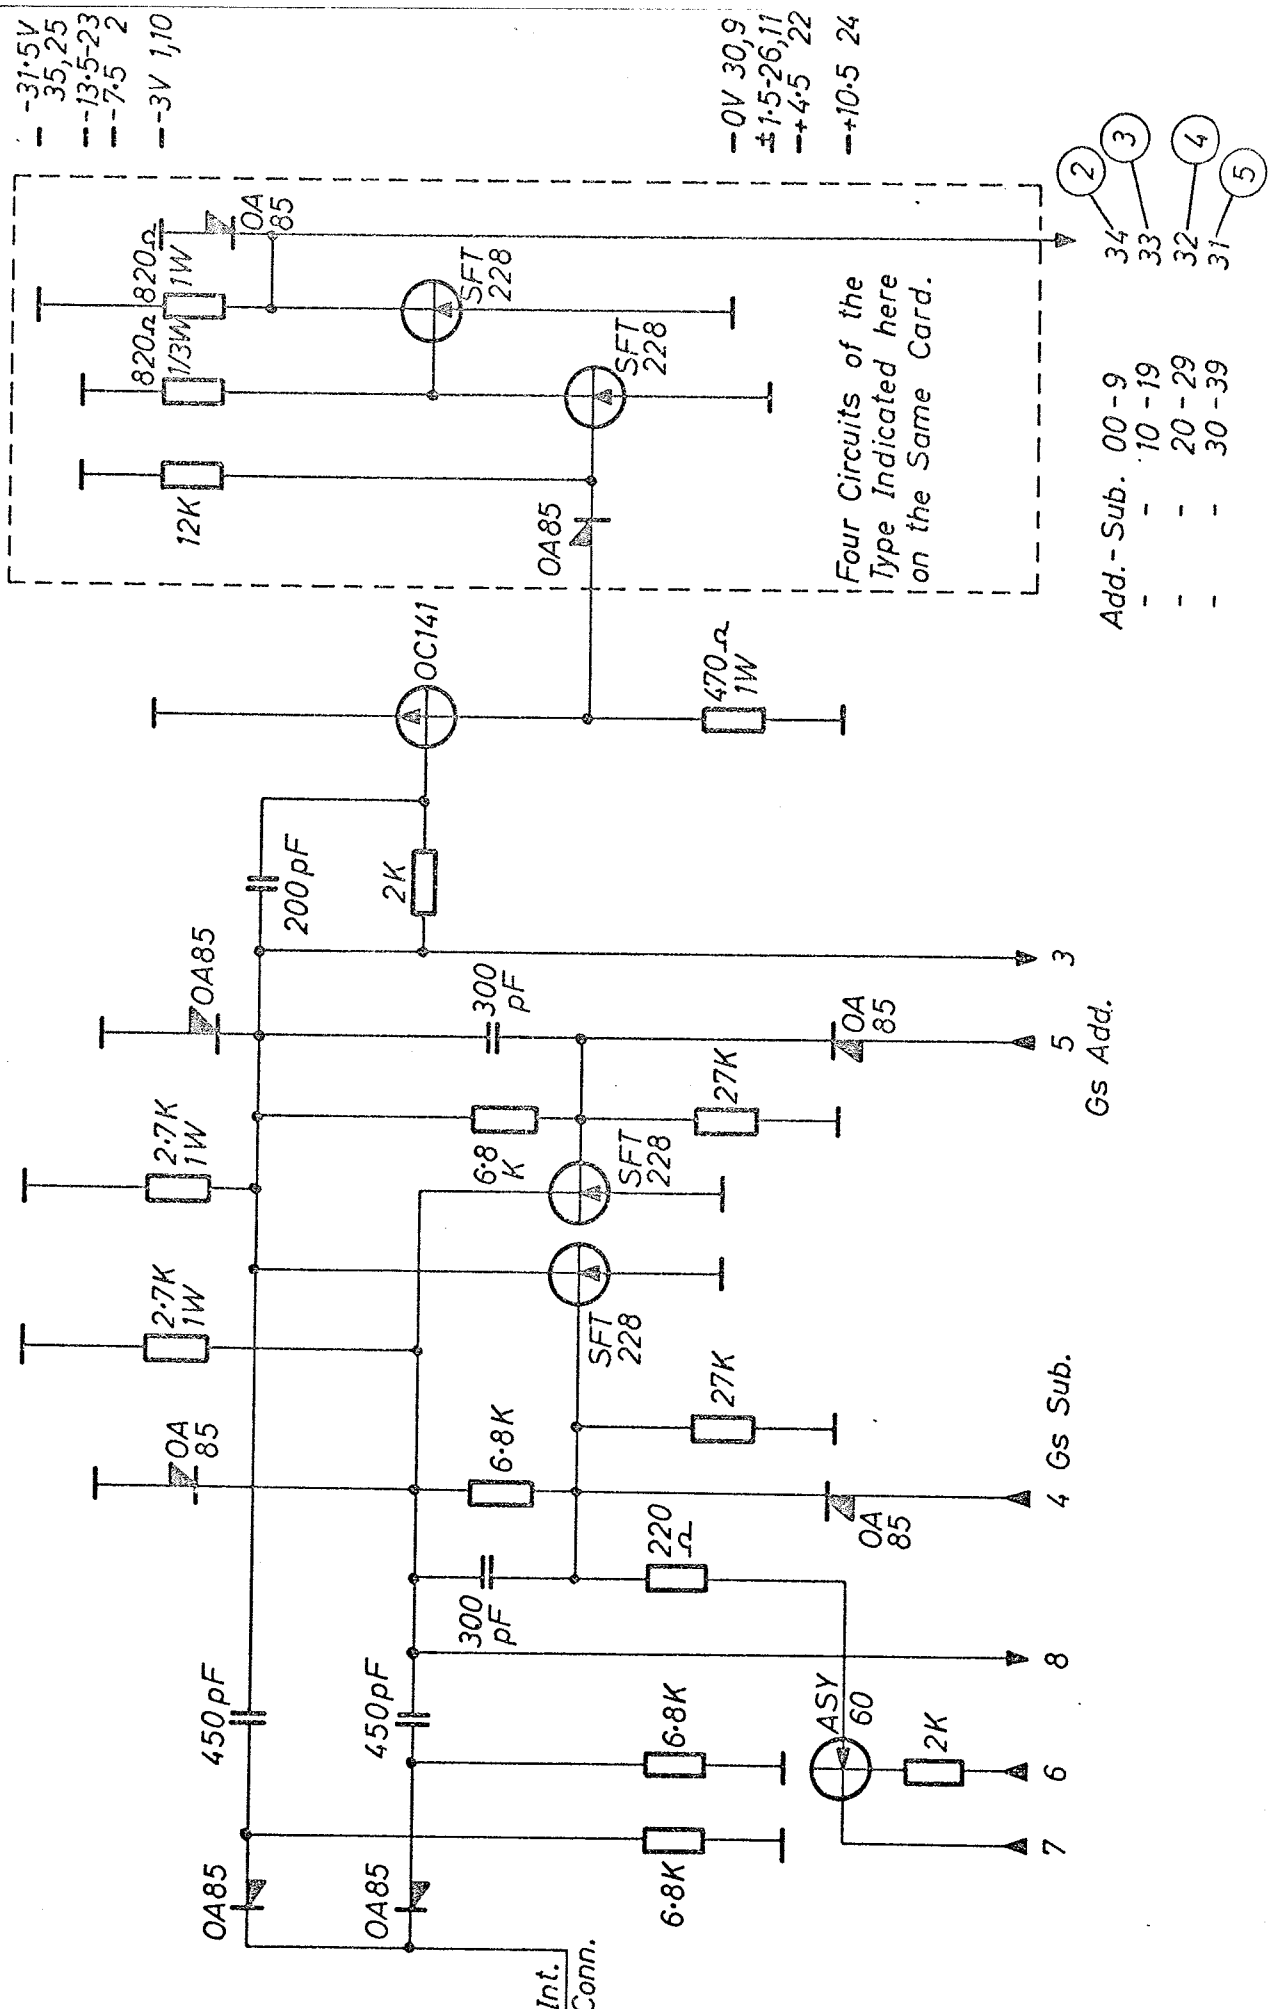 - -31·5V
35,25
--13·5-23
--7·5 2
--3V 1,10
-0V 30,9
±1·5-26,11
-+4·5 22
-+10·5 24
820Ω
1/3W
820Ω
1W
OA
85
12K
SFT
228
SFT
228
OA85
Four Circuits of the
Type Indicated here
on the Same Card.
OC141
470Ω
1W
200pF
2K
OA85
300
pF
2·7K
1W
2·7K
1W
6·8
K
27K
OA
85
SFT
228
SFT
228
OA
85
6·8K
27K
OA
85
300
pF
220
Ω
450pF
450pF
6·8K
6·8K
ASY
60
2K
OA85
OA85
Int.
Conn.
7
6
8
4
Gs Sub.
5
Gs Add.
3
Add.-Sub. 00-9 34 2
- - 10-19 33 3
- - 20-29 32 4
- - 30-39 31 5